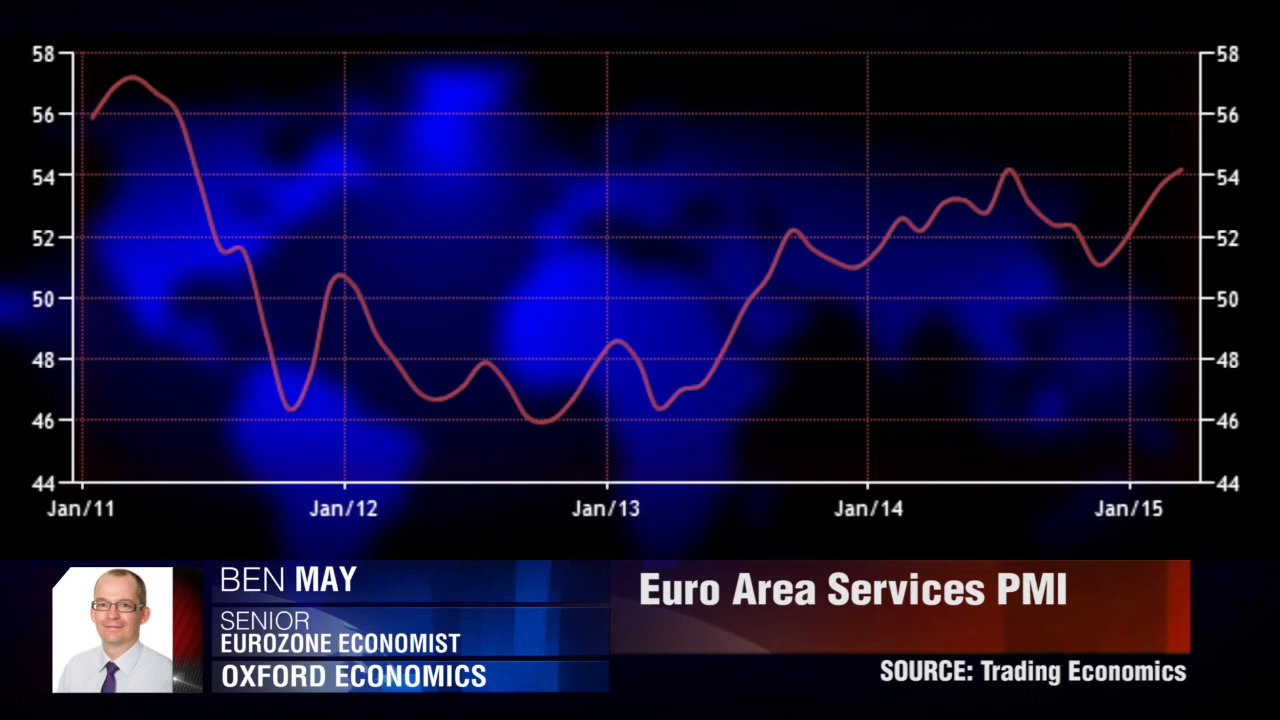 58
58
56
56
54
54
52
52
50
50
48
48
46
46
44
44
Jan/11 Jan/12 Jan/13 Jan/14 Jan/15
BEN MAY
SENIOR
EUROZONE ECONOMIST
OXFORD ECONOMICS
Euro Area Services PMI
SOURCE: Trading Economics